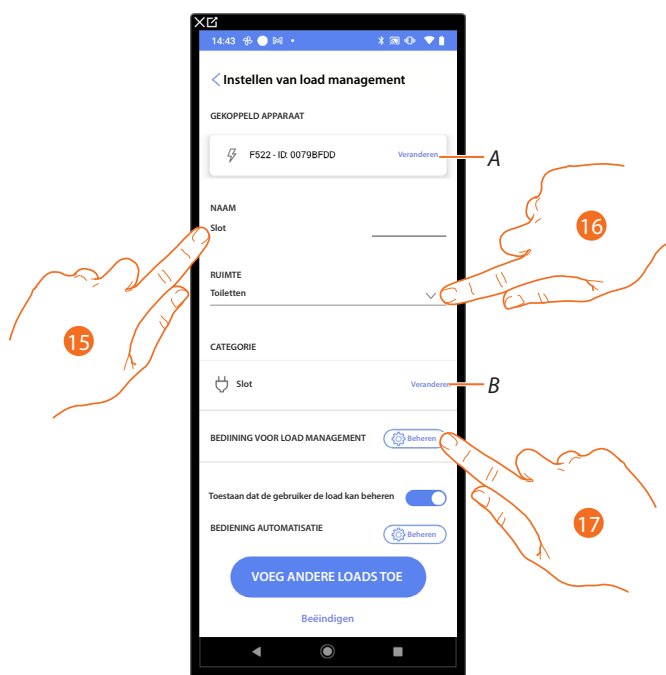 14:43
Instellen van load management
GEKOPPELD APPARAAT
F522 - ID: 0079BFDD
Veranderen
A
NAAM
Slot
16
RUIMTE
Toiletten
15
CATEGORIE
Slot
Veranderen
B
BEDIINING VOOR LOAD MANAGEMENT
Beheren
Toestaan dat de gebruiker de load kan beheren
17
BEDIENING AUTOMATISATIE
Beheren
VOEG ANDERE LOADS TOE
Beëindigen